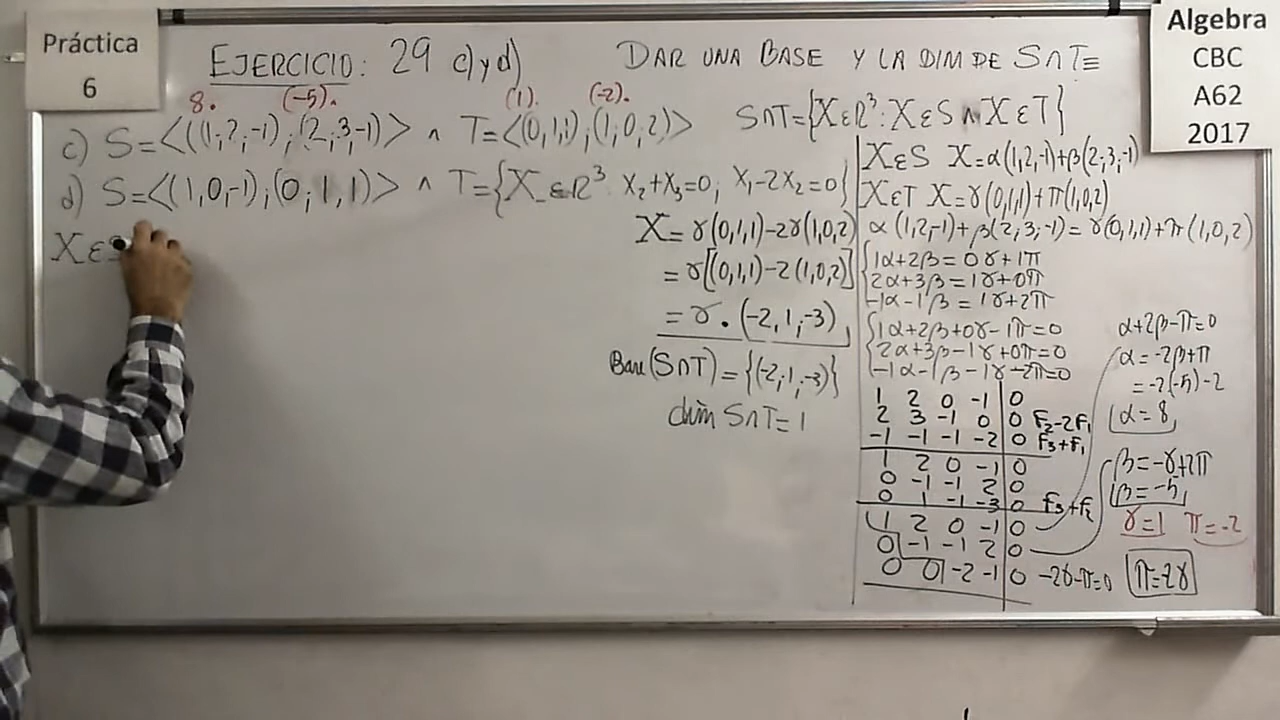 Práctica
6
Algebra
CBC
A62
2017
EJERCICIO: 29 c) y d)
DAR UNA BASE Y LA DIM DE S∩T=
8. (-5). (1). (-2).
c) S=<((1,2,-1);(2,3,-1)> ∧ T=<(0,1,1);(1,0,2)>
S∩T={X∈R³: X∈S ∧ X∈T}
d) S=<(1,0,-1);(0,1,1)> ∧ T={X∈R³ X₂+X₃=0; X₁-2X₂=0}
X∈S
X=γ(0,1,1)-2γ(1,0,2)
=γ[(0,1,1)-2(1,0,2)]
=γ.(-2,1,-3)
Base(S∩T)={(-2,1,-3)}
dim S∩T=1
X∈S X=α(1,2,-1)+β(2,3,-1)
X∈T X=γ(0,1,1)+π(1,0,2)
α(1,2,-1)+β(2,3,-1)=γ(0,1,1)+π(1,0,2)
1α+2β=0γ+1π
2α+3β=1γ+0π
-1α-1β=1γ+2π
1α+2β+0γ-1π=0
2α+3β-1γ+0π=0
-1α-1β-1γ-2π=0
1 2 0 -1 0
2 3 -1 0 0 F₂-2F₁
-1 -1 -1 -2 0 F₃+F₁
1 2 0 -1 0
0 -1 -1 2 0
0 1 -1 -3 0 F₃+F₂
1 2 0 -1 0
0 -1 -1 2 0
0 0 -2 -1 0 -2γ-π=0
α+2β-π=0
α=-2β+π
=-2(-5)-2
α=8
β=-γ+2π
β=-5
γ=1 π=-2
π=-2γ